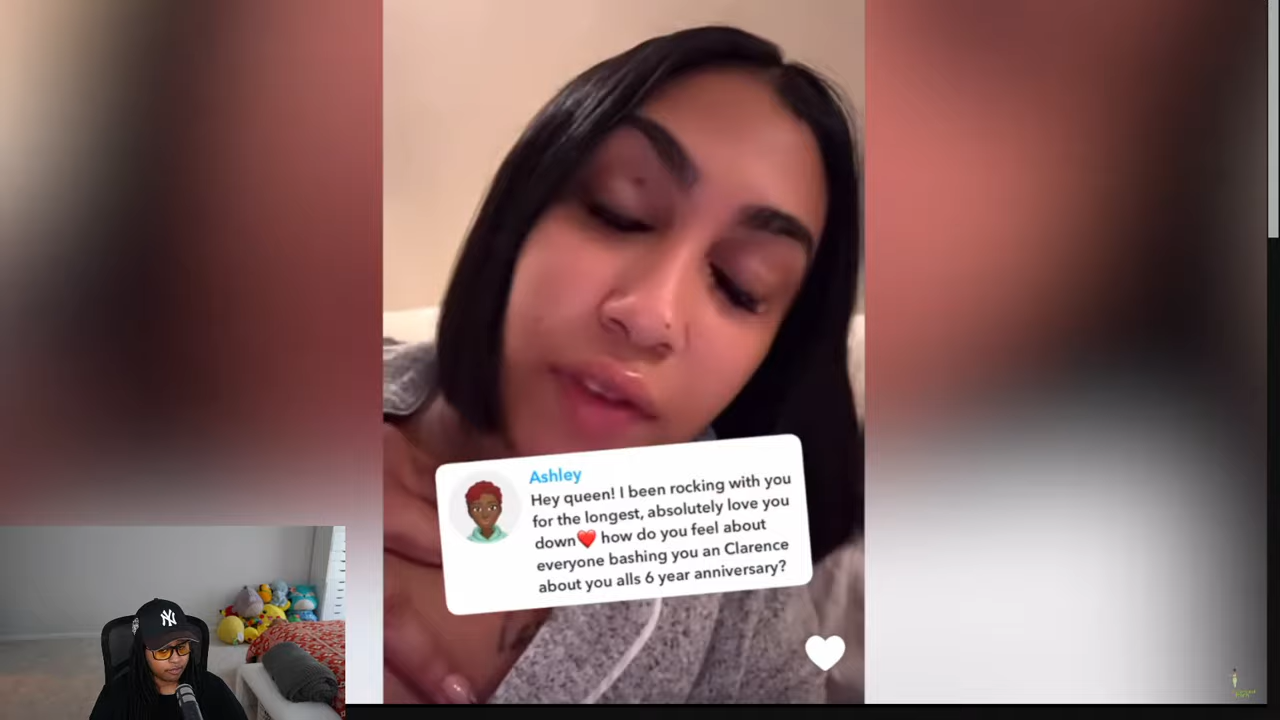 Ashley
Hey queen! I been rocking with you
for the longest, absolutely love you
down❤️ how do you feel about
everyone bashing you an Clarence
about you alls 6 year anniversary?
NY